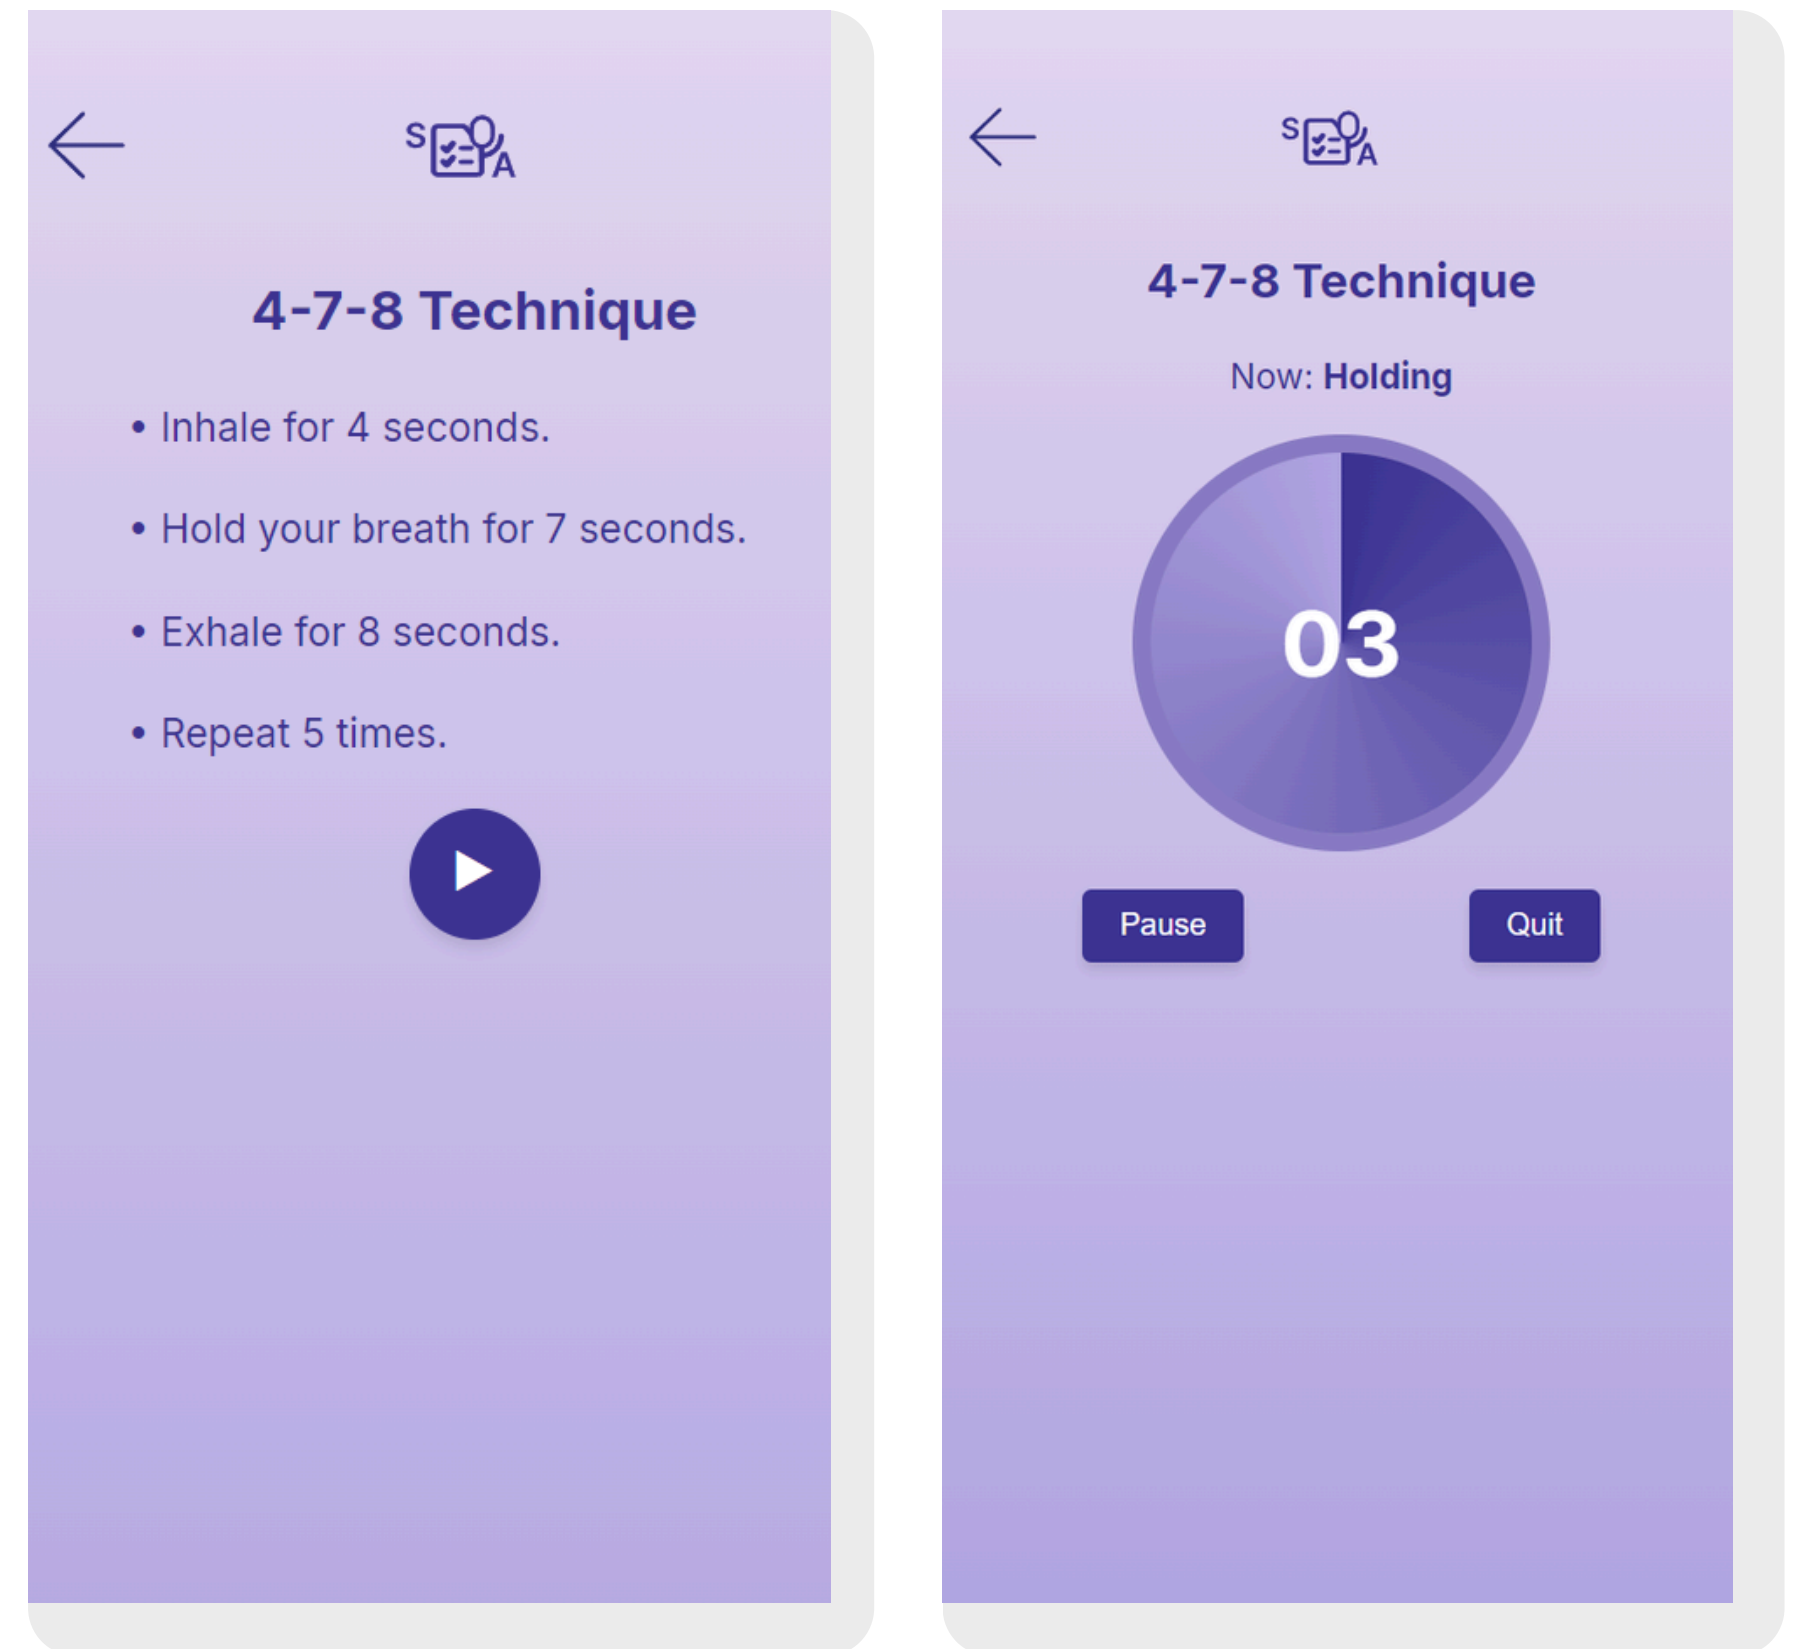 S A
4-7-8 Technique
• Inhale for 4 seconds.
• Hold your breath for 7 seconds.
• Exhale for 8 seconds.
• Repeat 5 times.
S A
4-7-8 Technique
Now: Holding
03
Pause
Quit